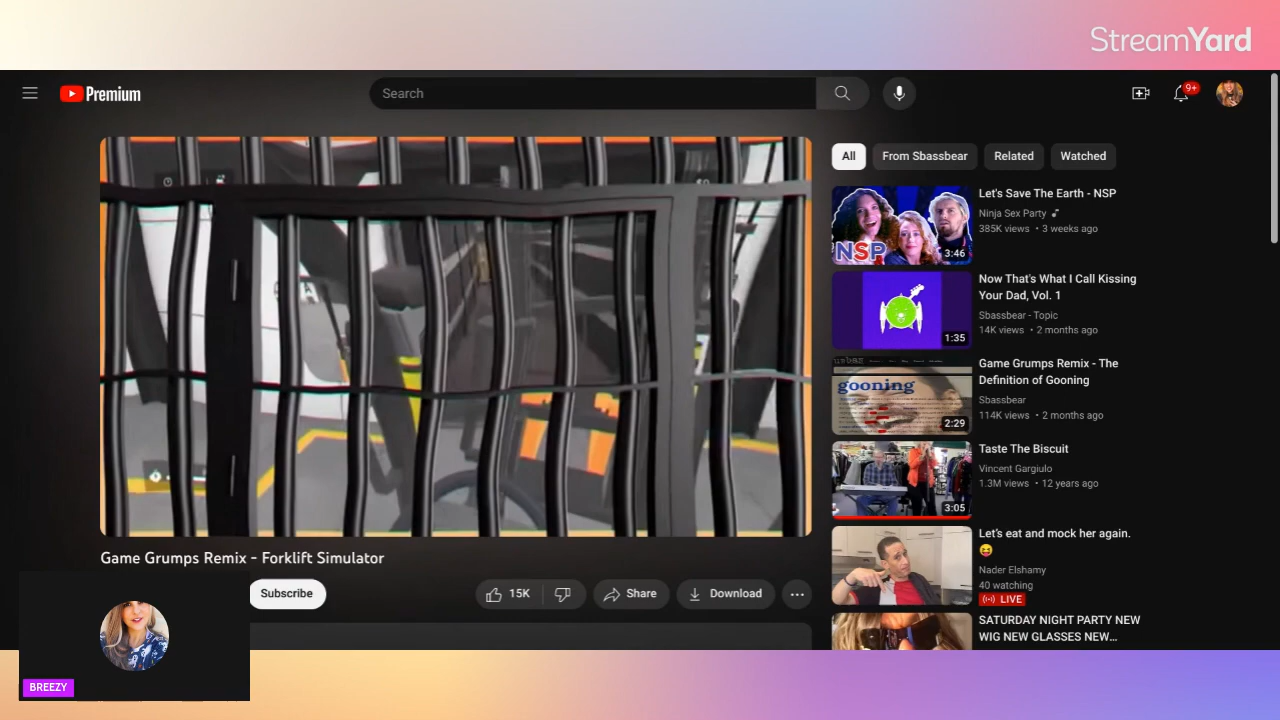 StreamYard
Premium
Search
9+
All
From Sbassbear
Related
Watched
NSP
3:46
Let's Save The Earth - NSP
Ninja Sex Party
385K views • 3 weeks ago
1:35
Now That's What I Call Kissing
Your Dad, Vol. 1
Sbassbear - Topic
14K views • 2 months ago
gooning
2:29
Game Grumps Remix - The
Definition of Gooning
Sbassbear
114K views • 2 months ago
3:05
Taste The Biscuit
Vincent Gargiulo
1.3M views • 12 years ago
Let's eat and mock her again.
😝
Nader Elshamy
40 watching
LIVE
SATURDAY NIGHT PARTY NEW
WIG NEW GLASSES NEW...
Game Grumps Remix - Forklift Simulator
Subscribe
15K
Share
Download
BREEZY